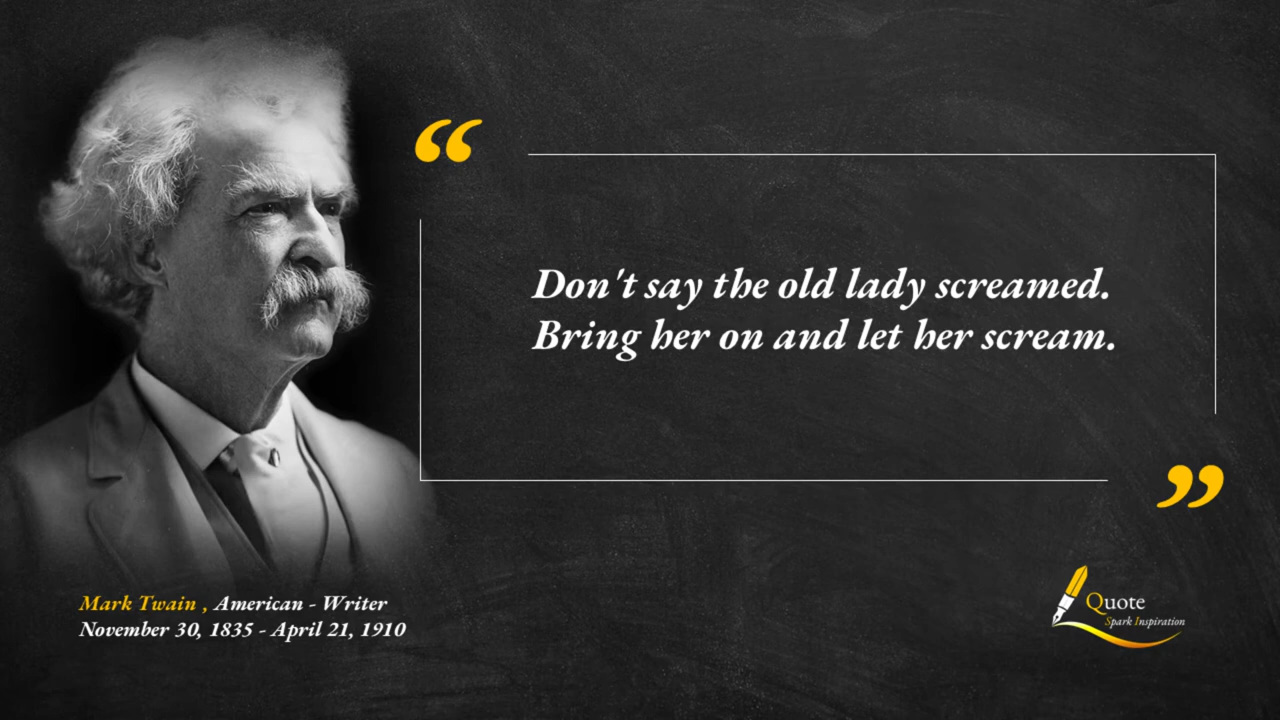 “
Don't say the old lady screamed.
Bring her on and let her scream.
”
Mark Twain , American - Writer
November 30, 1835 - April 21, 1910
Quote
Spark Inspiration